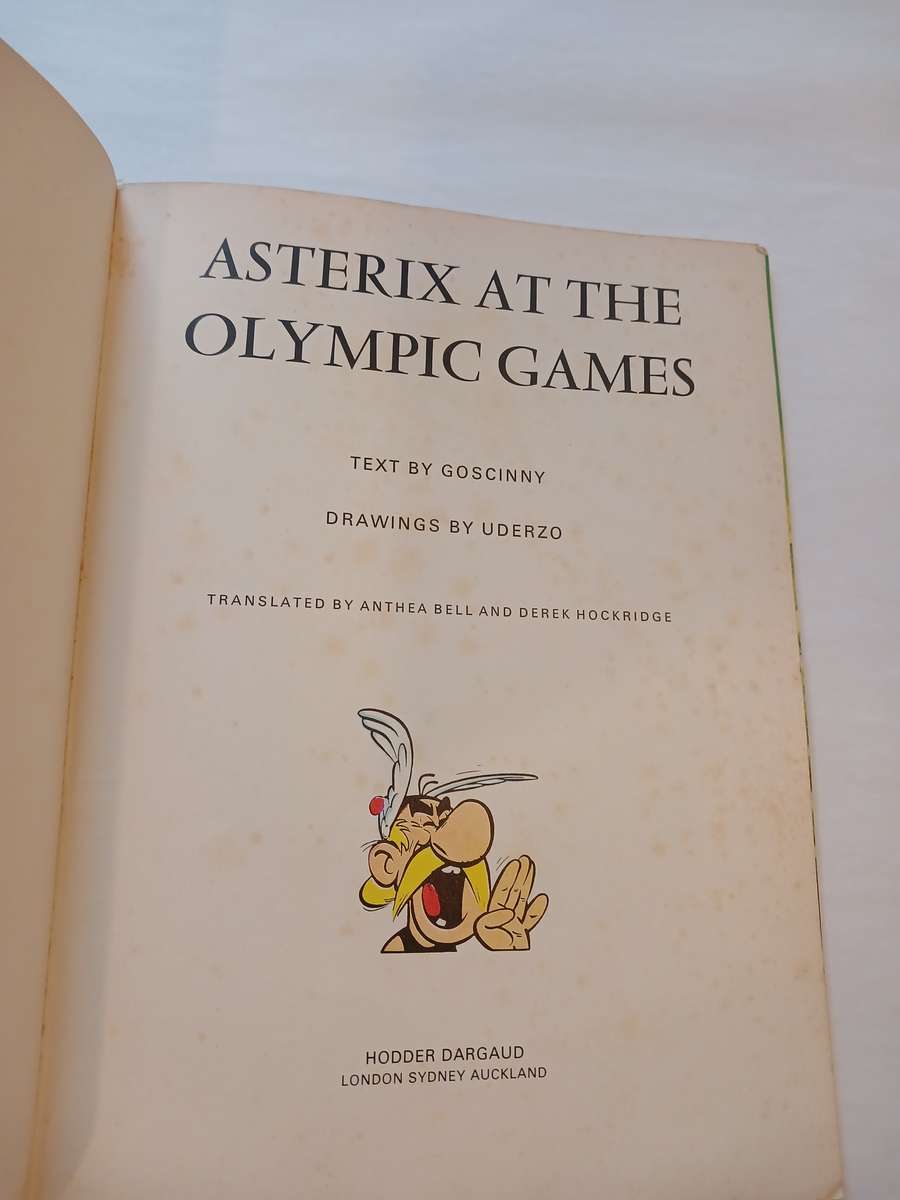 ASTERIX AT THE
OLYMPIC GAMES
TEXT BY GOSCINNY
DRAWINGS BY UDERZO
TRANSLATED BY ANTHEA BELL AND DEREK HOCKRIDGE
HODDER DARGAUD
LONDON SYDNEY AUCKLAND